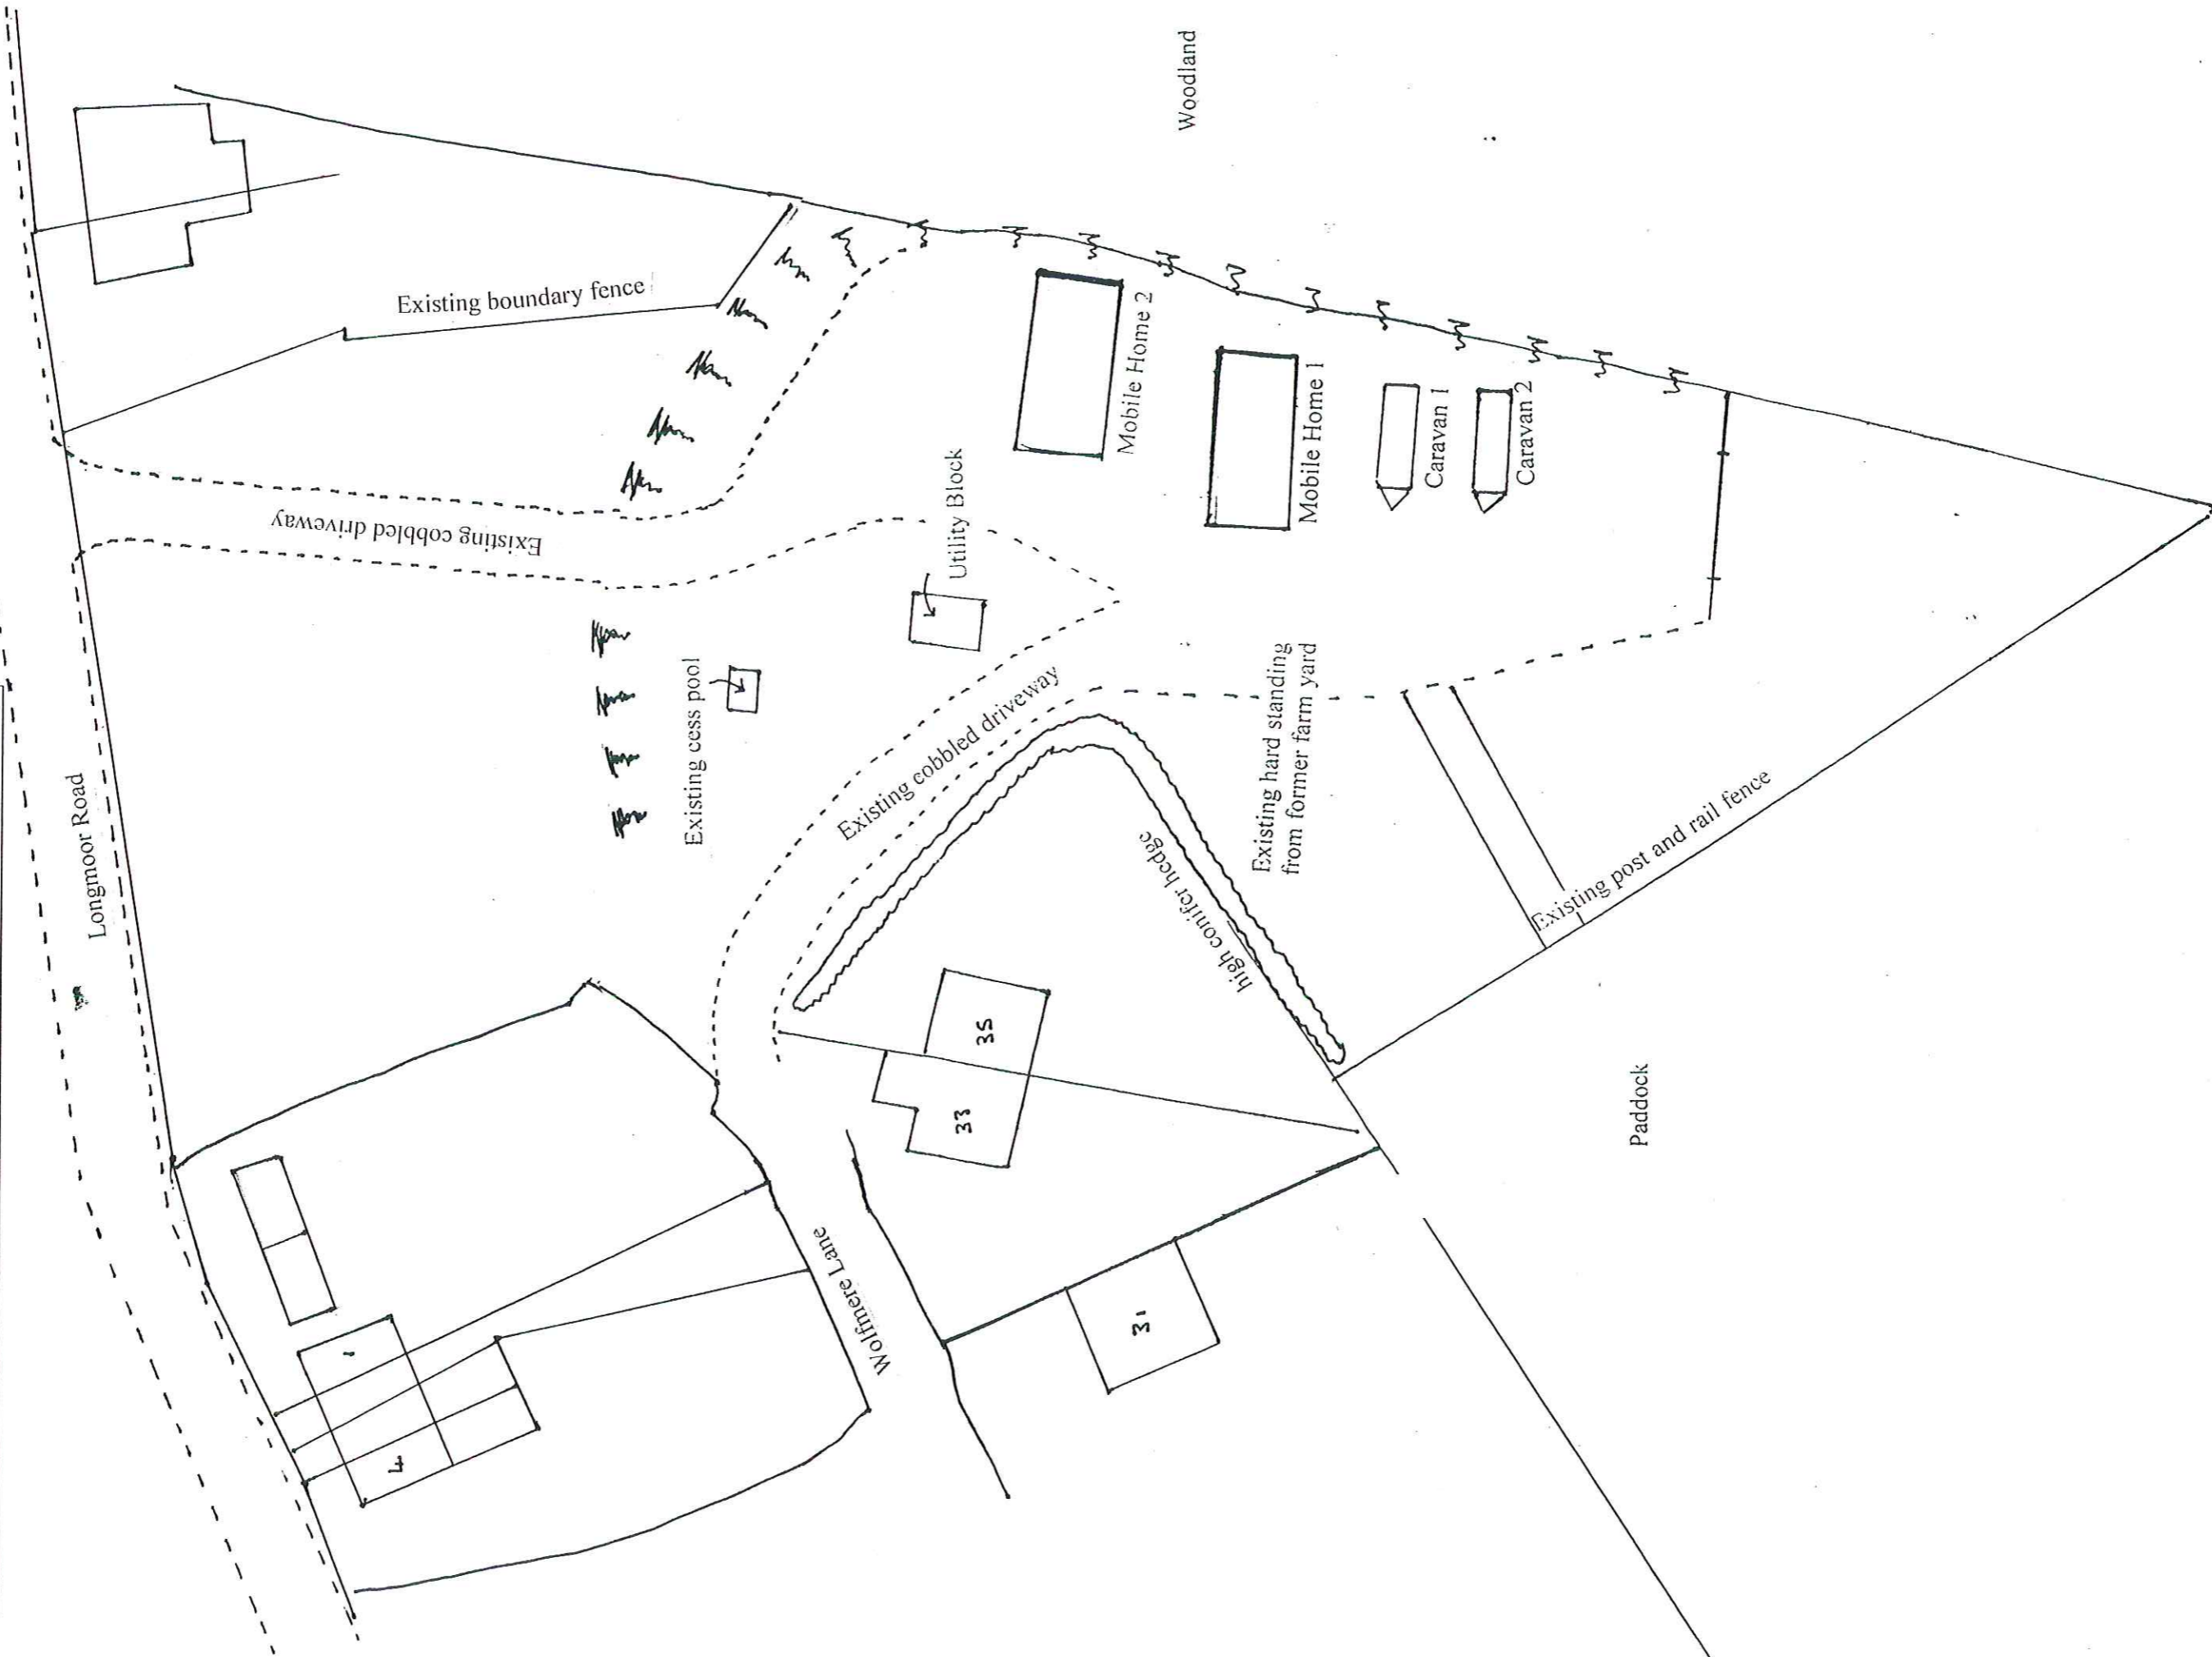 Woodland
Existing boundary fence
Mobile Home 2
Mobile Home 1
Caravan 1
Caravan 2
Existing cobbled driveway
Utility Block
Existing cess pool
Longmoor Road
Existing cobbled driveway
Existing hard standing
from former farm yard
high conifer hedge
Existing post and rail fence
35
33
31
Paddock
Wolfmere Lane
1
4